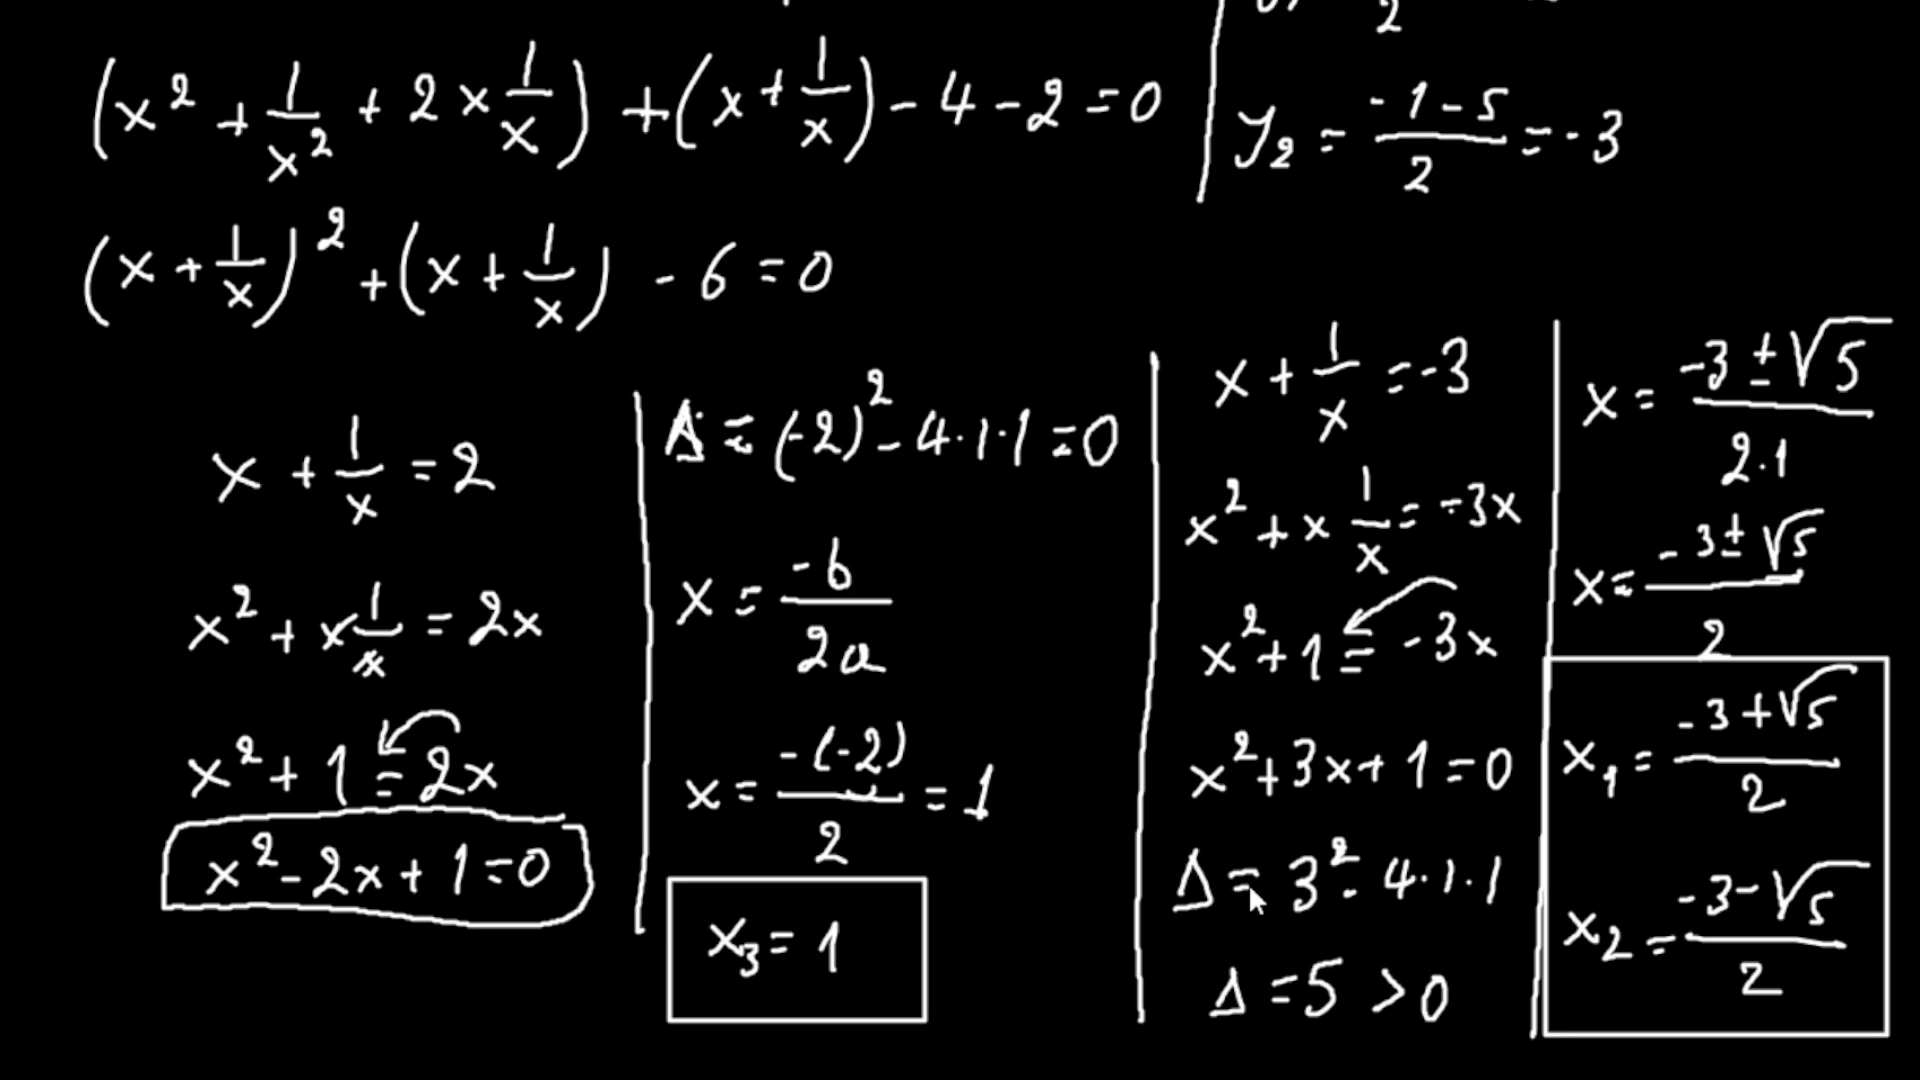 (x² + 1/x² + 2x 1/x) + (x + 1/x) - 4 - 2 = 0
(x + 1/x)² + (x + 1/x) - 6 = 0
2
y₂ = (-1-5)/2 = -3
x + 1/x = 2
x² + x 1/x = 2x
x² + 1 = 2x
x² - 2x + 1 = 0
Δ = (-2)² - 4·1·1 = 0
x = -b/2a
x = -(-2)/2 = 1
x₃ = 1
x + 1/x = -3
x² + x 1/x = -3x
x² + 1 = -3x
x² + 3x + 1 = 0
Δ = 3² - 4·1·1
Δ = 5 > 0
x = (-3 ± √5)/(2·1)
x = (-3 ± √5)/2
x₁ = (-3 + √5)/2
x₂ = (-3 - √5)/2